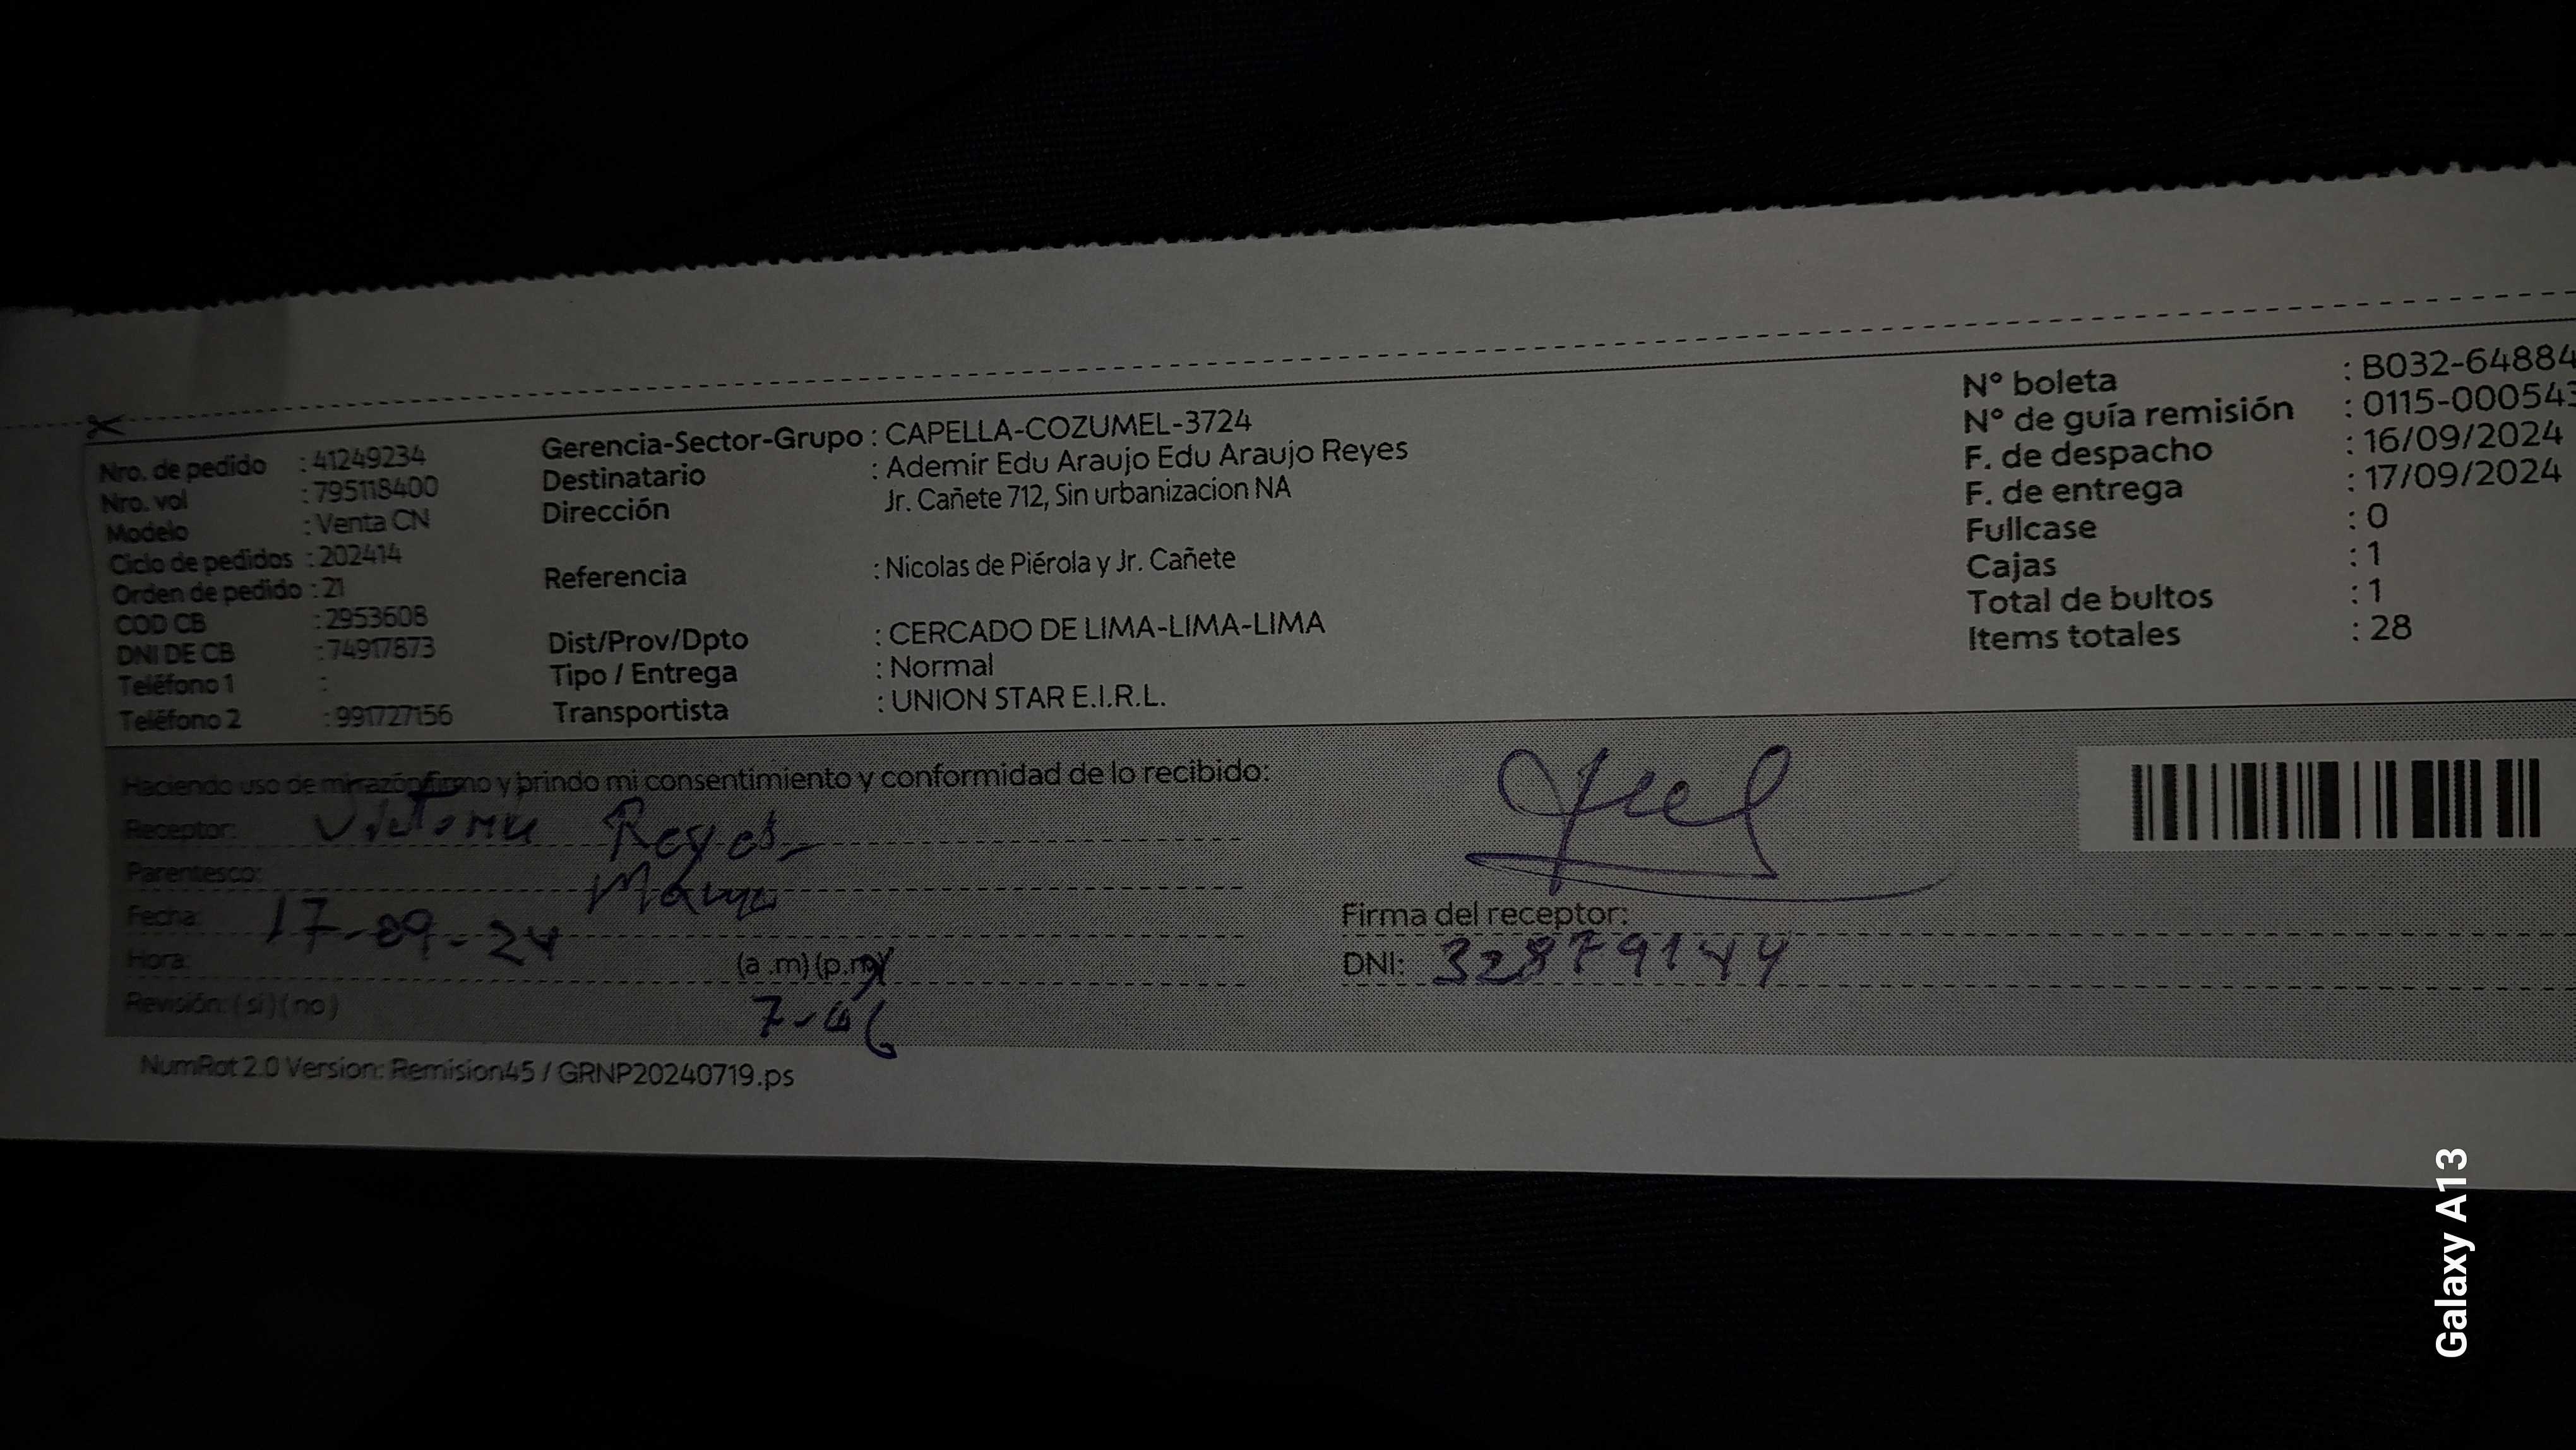 Nro. de pedido : 41249234
Nro. vol : 795118400
Modelo : Venta CN
Ciclo de pedidos : 202414
Orden de pedido : 21
COD CB : 2953608
DNI DE CB : 74917873
Teléfono 1 :
Teléfono 2 : 991727156
Gerencia-Sector-Grupo : CAPELLA-COZUMEL-3724
Destinatario : Ademir Edu Araujo Edu Araujo Reyes
Dirección Jr. Cañete 712, Sin urbanizacion NA
Referencia : Nicolas de Piérola y Jr. Cañete
Dist/Prov/Dpto : CERCADO DE LIMA-LIMA-LIMA
Tipo / Entrega : Normal
Transportista : UNION STAR E.I.R.L.
N° boleta : B032-64884
N° de guía remisión : 0115-000543
F. de despacho : 16/09/2024
F. de entrega : 17/09/2024
Fullcase : 0
Cajas : 1
Total de bultos : 1
Items totales : 28
Haciendo uso de mi razón firmo y brindo mi consentimiento y conformidad de lo recibido:
Receptor: Reyes
Parentesco:
Fecha: 17-09-24
Hora: (a .m) (p.m)
Revisión: (si) (no)
Firma del receptor:
DNI: 32879144
NumRot 2.0 Version: Remision45 / GRNP20240719.ps
Galaxy A13